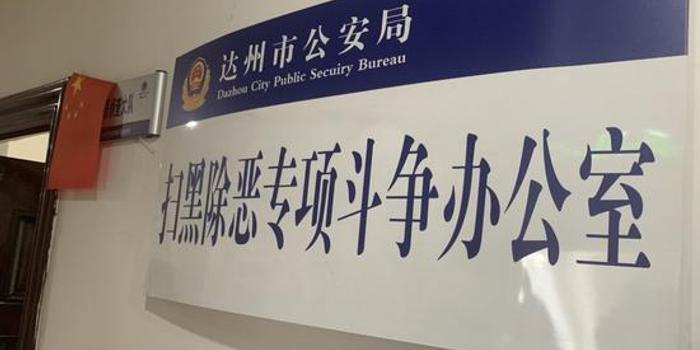 达州市公安局
Dazhou City Public Secuiry Bureau
扫黑除恶专项斗争办公室